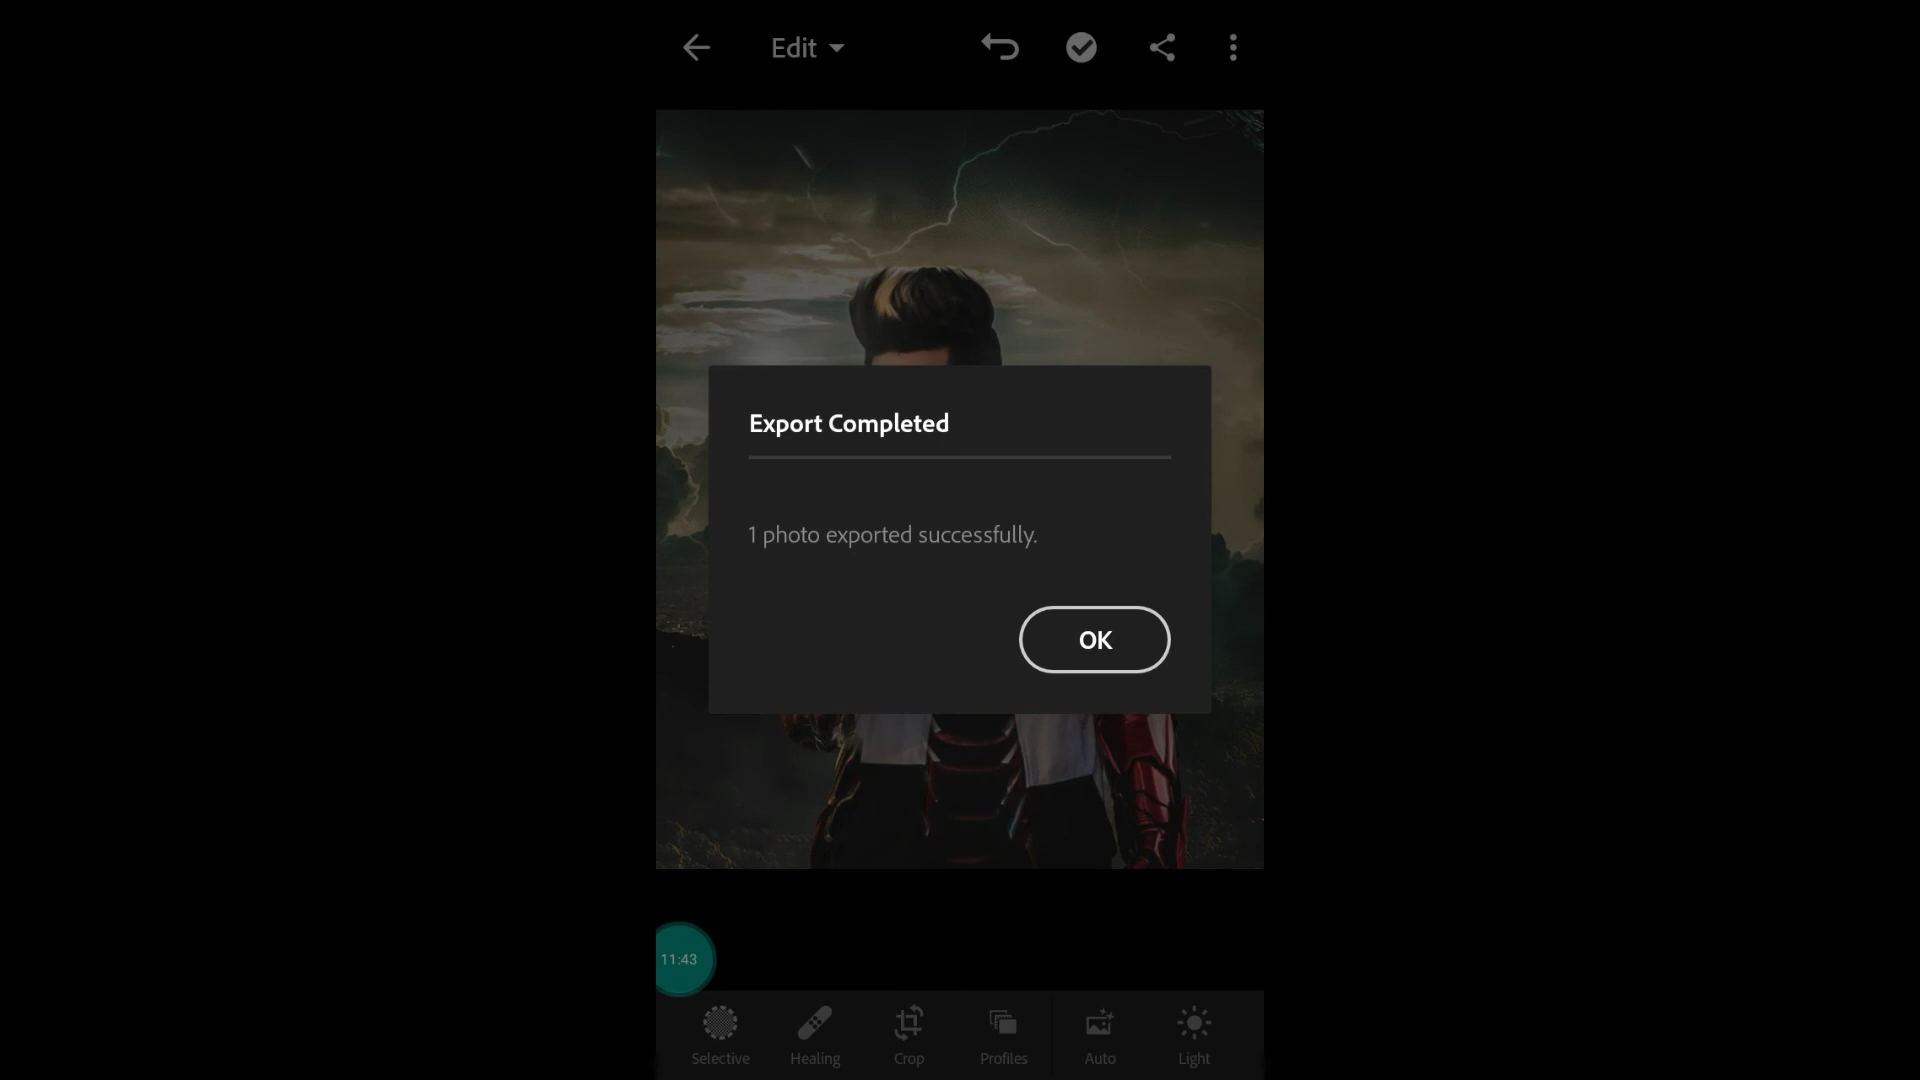 Edit
Export Completed
1 photo exported successfully.
OK
11:43
Selective
Healing
Crop
Profiles
Auto
Light